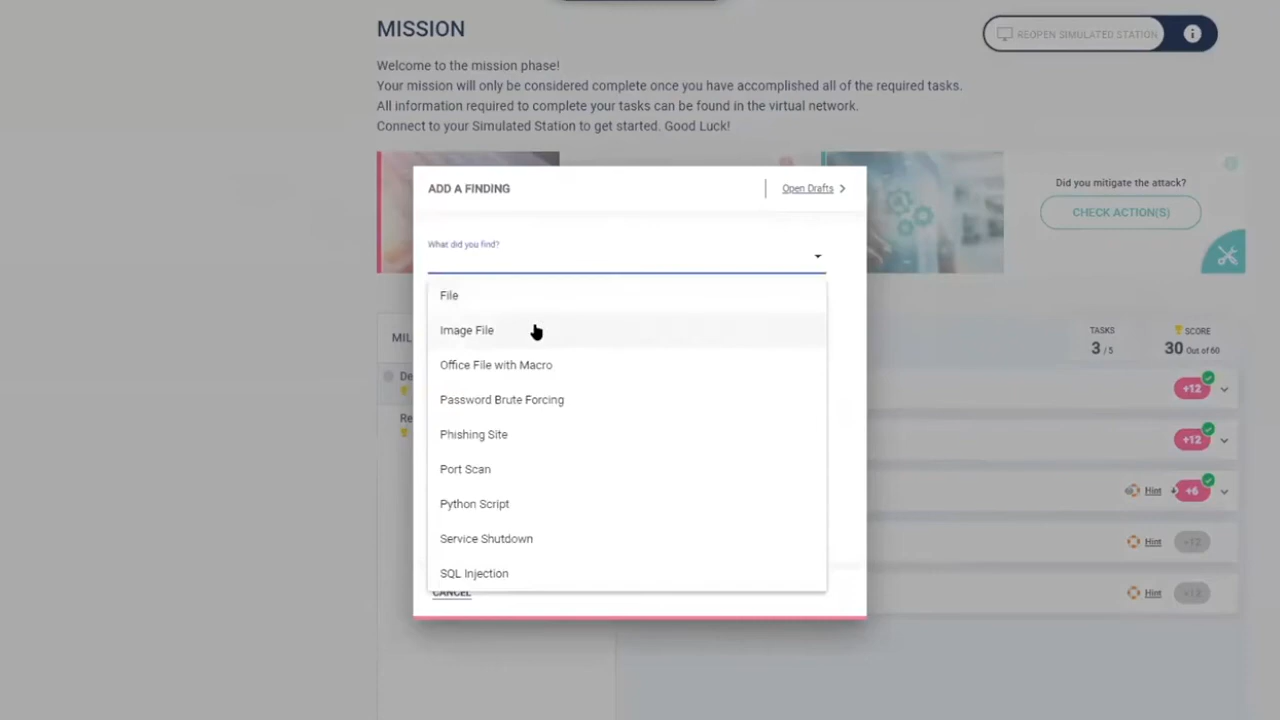 MISSION
REOPEN SIMULATED STATION
Welcome to the mission phase!
Your mission will only be considered complete once you have accomplished all of the required tasks.
All information required to complete your tasks can be found in the virtual network.
Connect to your Simulated Station to get started. Good Luck!
Did you mitigate the attack?
CHECK ACTION(S)
ADD A FINDING
Open Drafts
What did you find?
File
Image File
Office File with Macro
Password Brute Forcing
Phishing Site
Port Scan
Python Script
Service Shutdown
SQL Injection
CANCEL
MIL
De
Re
TASKS
3 / 5
SCORE
30 Out of 60
+12
+12
Hint
+6
Hint
+12
Hint
+12